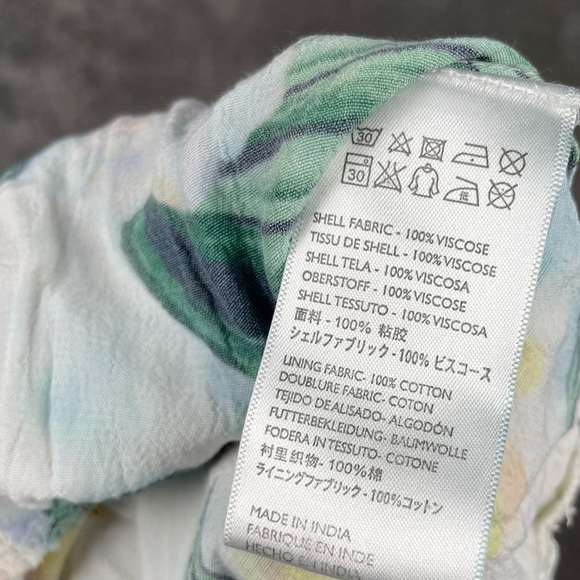 30
30 低
SHELL FABRIC - 100% VISCOSE
TISSU DE SHELL - 100% VISCOSE
SHELL TELA - 100% VISCOSA
OBERSTOFF - 100% VISCOSE
SHELL TESSUTO - 100% VISCOSA
面料 - 100% 粘胶
シェルファブリック - 100% ビスコース
LINING FABRIC- 100% COTTON
DOUBLURE FABRIC- COTON
TEJIDO DE ALISADO- ALGODÓN
FUTTERBEKLEIDUNG- BAUMWOLLE
FODERA IN TESSUTO- COTONE
衬里织物- 100%棉
ライニングファブリック - 100%コットン
MADE IN INDIA
FABRIQUE EN INDE
HECHO INDIA